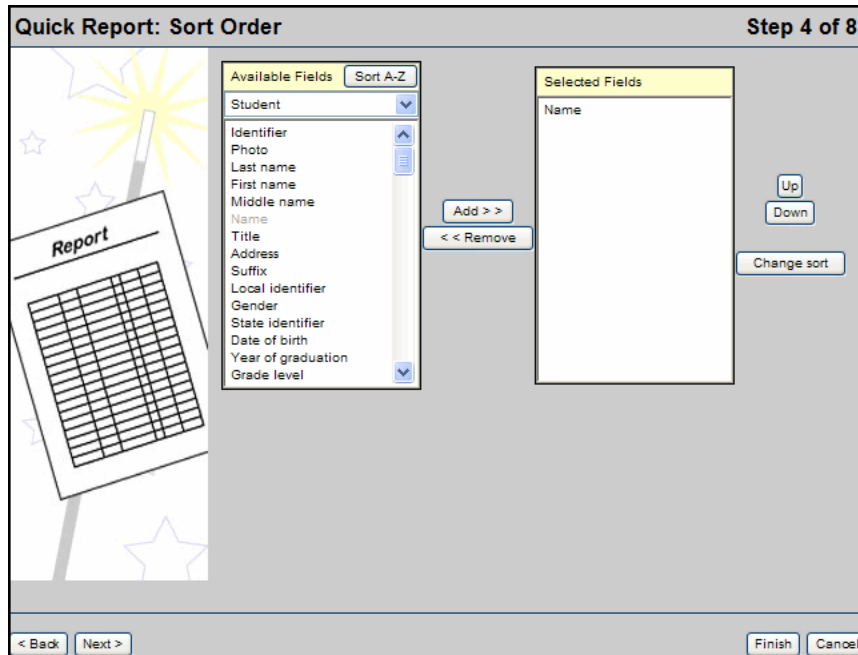 Quick Report: Sort Order
Step 4 of 8
Available Fields
Sort A-Z
Student
Identifier
Photo
Last name
First name
Middle name
Name
Title
Address
Suffix
Local identifier
Gender
State identifier
Date of birth
Year of graduation
Grade level
Add > >
< < Remove
Selected Fields
Name
Up
Down
Change sort
Report
< Back
Next >
Finish
Cancel